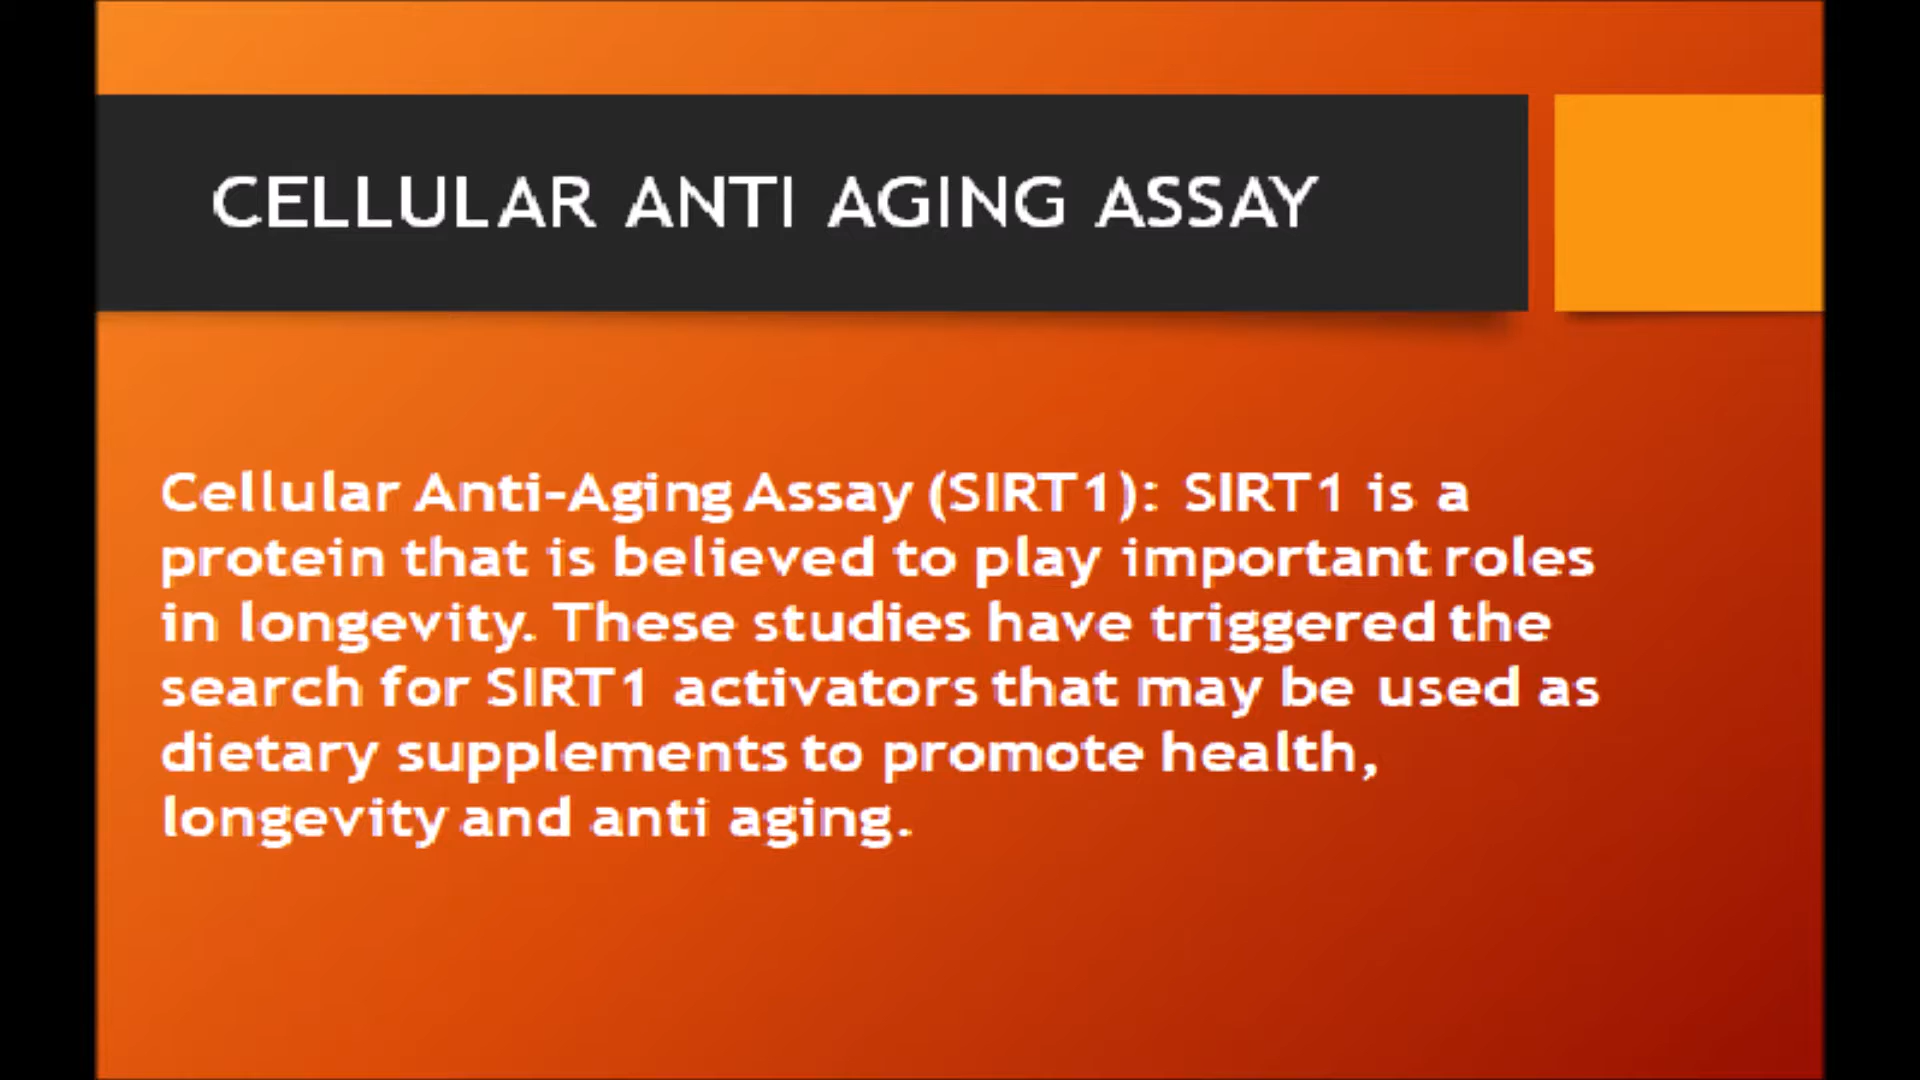 CELLULAR ANTI AGING ASSAY
Cellular Anti-Aging Assay (SIRT1): SIRT1 is a
protein that is believed to play important roles
in longevity. These studies have triggered the
search for SIRT1 activators that may be used as
dietary supplements to promote health,
longevity and anti aging.